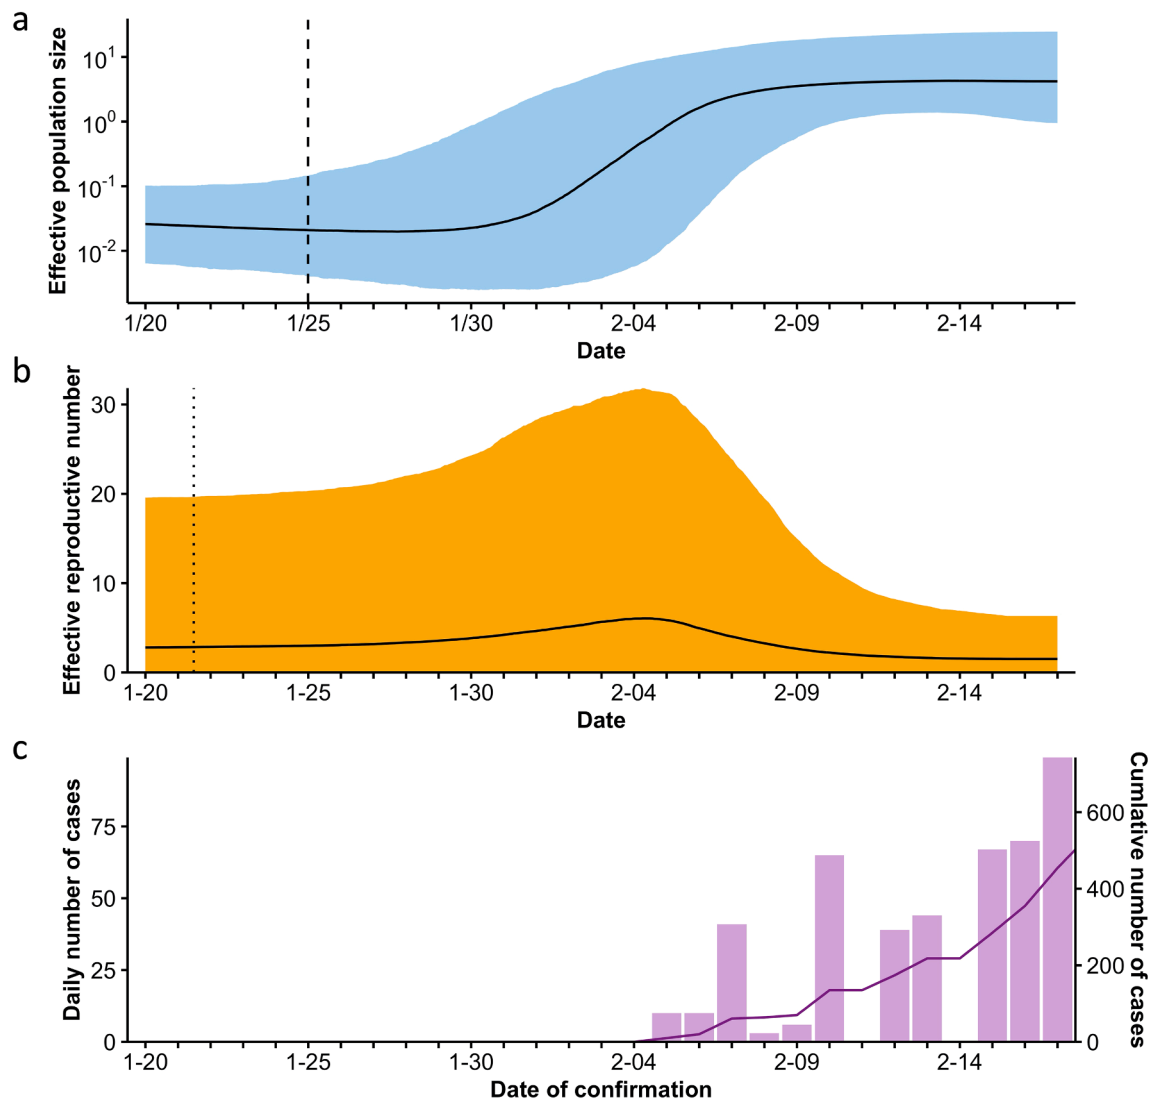 a
Effective population size
10^1
10^0
10^-1
10^-2
1/20 1/25 1/30 2-04 2-09 2-14
Date
b
Effective reproductive number
30
20
10
0
1-20 1-25 1-30 2-04 2-09 2-14
Date
c
Daily number of cases
75
50
25
0
600
400
200
0
Cumlative number of cases
1-20 1-25 1-30 2-04 2-09 2-14
Date of confirmation